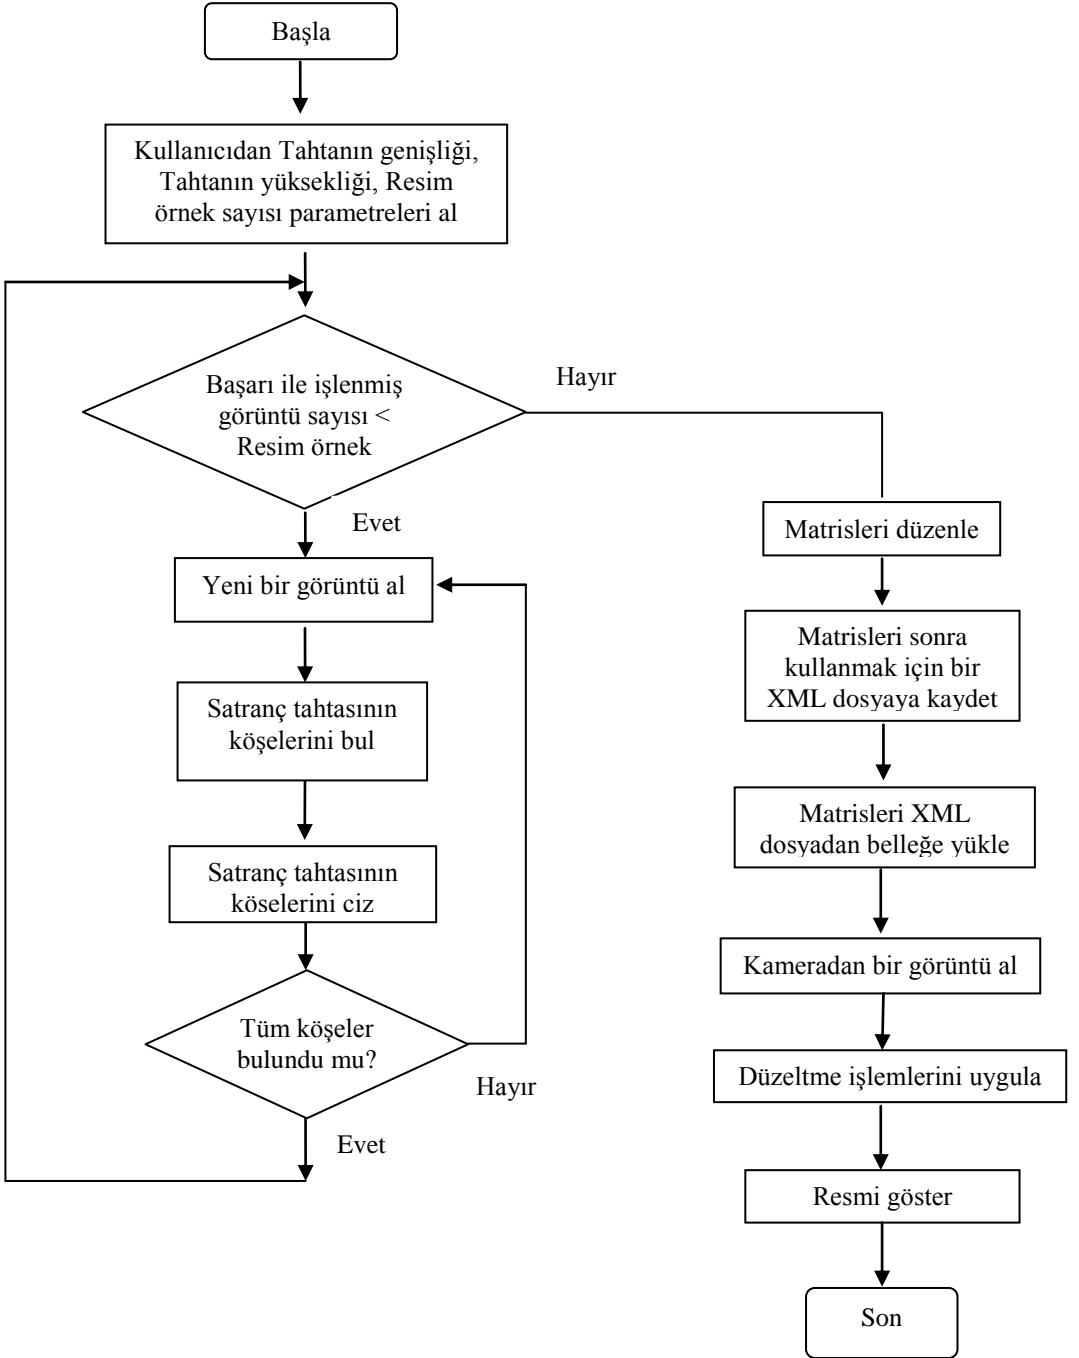 Başla
Kullanıcıdan Tahtanın genişliği,
Tahtanın yüksekliği, Resim
örnek sayısı parametreleri al
Başarı ile işlenmiş
görüntü sayısı <
Resim örnek
Hayır
Evet
Yeni bir görüntü al
Satranç tahtasının
köşelerini bul
Satranç tahtasının
köselerini ciz
Tüm köşeler
bulundu mu?
Hayır
Evet
Matrisleri düzenle
Matrisleri sonra
kullanmak için bir
XML dosyaya kaydet
Matrisleri XML
dosyadan belleğe yükle
Kameradan bir görüntü al
Düzeltme işlemlerini uygula
Resmi göster
Son